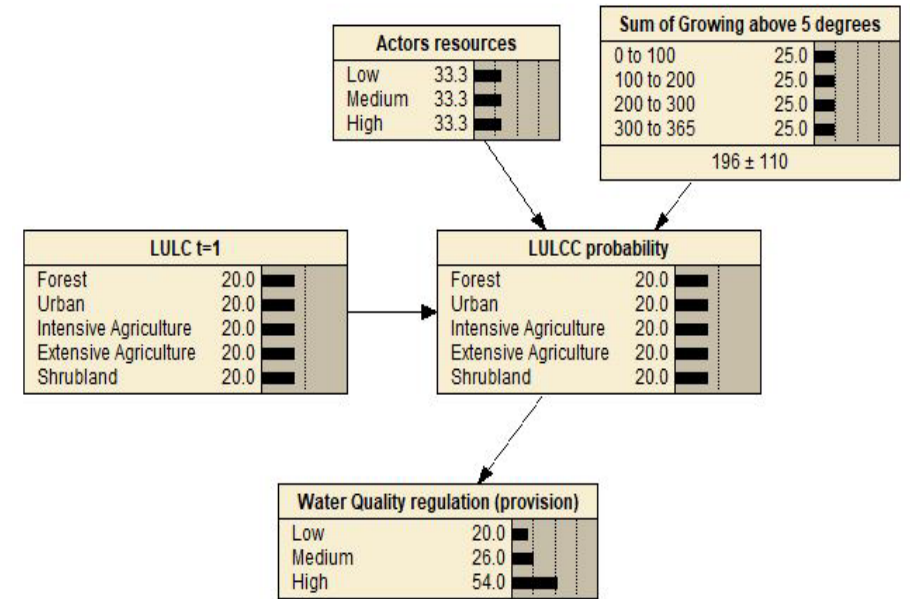 Actors resources
Low 33.3
Medium 33.3
High 33.3
Sum of Growing above 5 degrees
0 to 100 25.0
100 to 200 25.0
200 to 300 25.0
300 to 365 25.0
196 ± 110
LULC t=1
Forest 20.0
Urban 20.0
Intensive Agriculture 20.0
Extensive Agriculture 20.0
Shrubland 20.0
LULCC probability
Forest 20.0
Urban 20.0
Intensive Agriculture 20.0
Extensive Agriculture 20.0
Shrubland 20.0
Water Quality regulation (provision)
Low 20.0
Medium 26.0
High 54.0